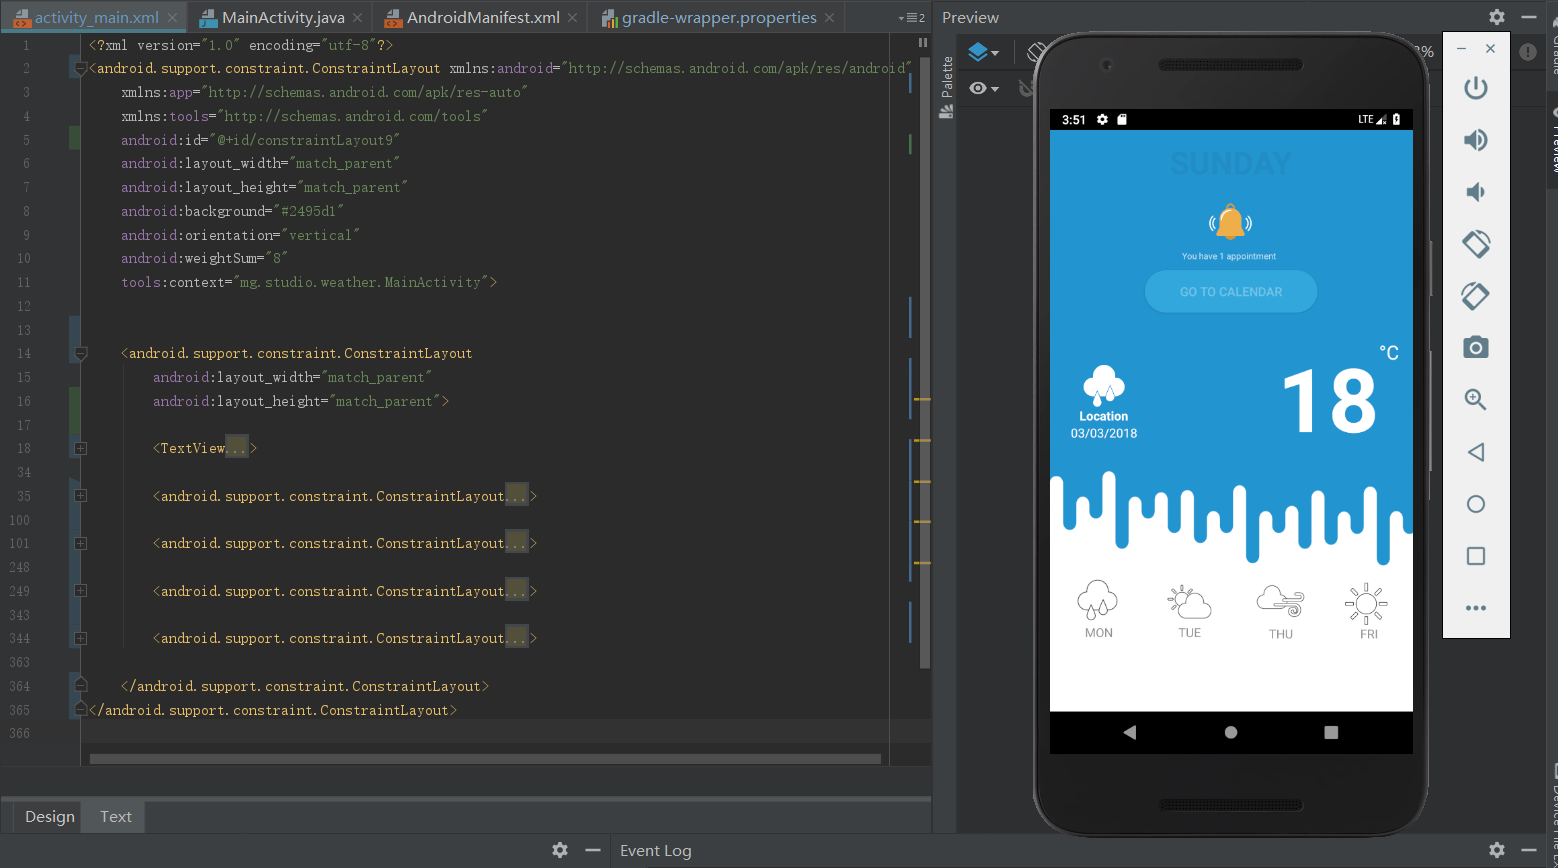 activity_main.xml
MainActivity.java
AndroidManifest.xml
gradle-wrapper.properties
2
Preview
1 <?xml version="1.0" encoding="utf-8"?>
2 <android.support.constraint.ConstraintLayout xmlns:android="http://schemas.android.com/apk/res/android"
3 xmlns:app="http://schemas.android.com/apk/res-auto"
4 xmlns:tools="http://schemas.android.com/tools"
5 android:id="@+id/constraintLayout9"
6 android:layout_width="match_parent"
7 android:layout_height="match_parent"
8 android:background="#2495d1"
9 android:orientation="vertical"
10 android:weightSum="8"
11 tools:context="mg.studio.weather.MainActivity">
12
13
14 <android.support.constraint.ConstraintLayout
15 android:layout_width="match_parent"
16 android:layout_height="match_parent">
17
18 <TextView...>
34
35 <android.support.constraint.ConstraintLayout...>
100
101 <android.support.constraint.ConstraintLayout...>
248
249 <android.support.constraint.ConstraintLayout...>
343
344 <android.support.constraint.ConstraintLayout...>
363
364 </android.support.constraint.ConstraintLayout>
365 </android.support.constraint.ConstraintLayout>
366
Design
Text
Event Log
Palette
3:51
LTE
SUNDAY
You have 1 appointment
GO TO CALENDAR
°C
18
Location
03/03/2018
MON
TUE
THU
FRI